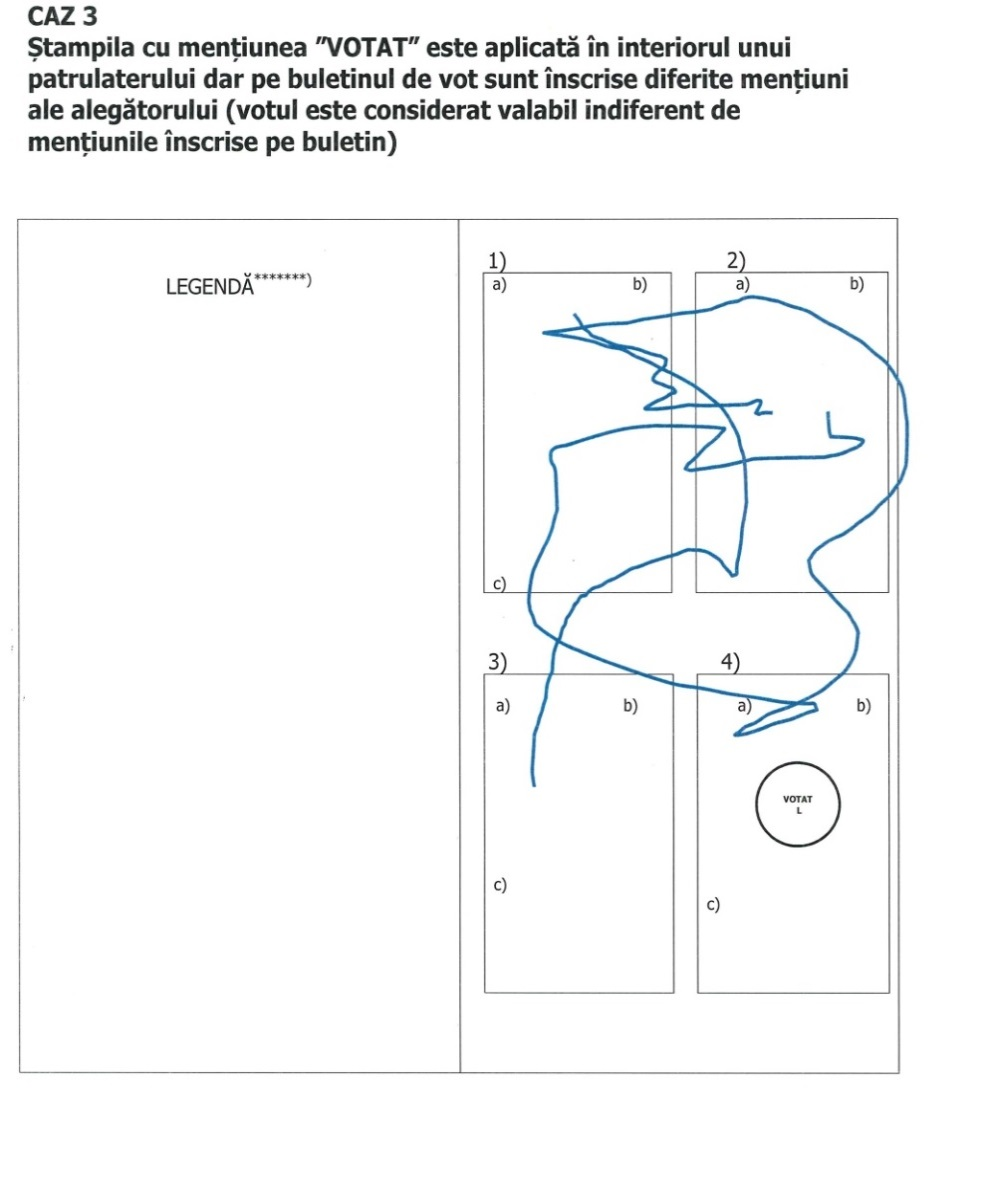 CAZ 3
Ștampila cu mențiunea ”VOTAT” este aplicată în interiorul unui
patrulaterului dar pe buletinul de vot sunt înscrise diferite mențiuni
ale alegătorului (votul este considerat valabil indiferent de
mențiunile înscrise pe buletin)
LEGENDĂ*******)
1)
a) b)
c)
2)
a) b)
3)
a) b)
c)
4)
a) b)
VOTAT
L
c)